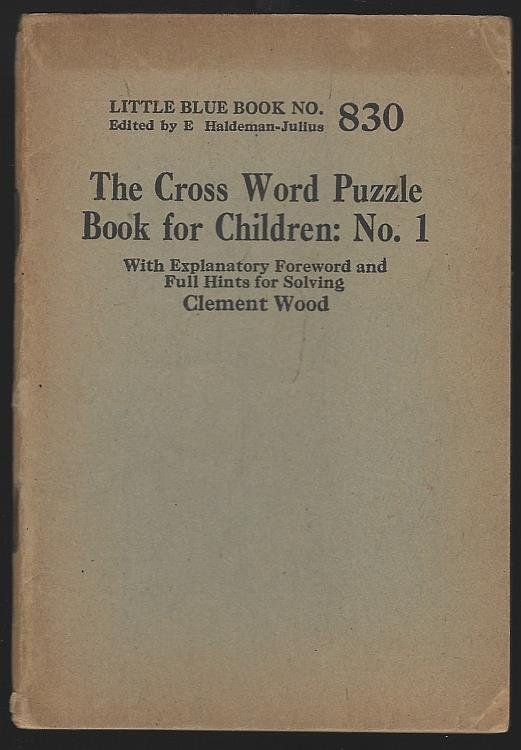 LITTLE BLUE BOOK NO. 830
Edited by E Haldeman-Julius
The Cross Word Puzzle
Book for Children: No. 1
With Explanatory Foreword and
Full Hints for Solving
Clement Wood